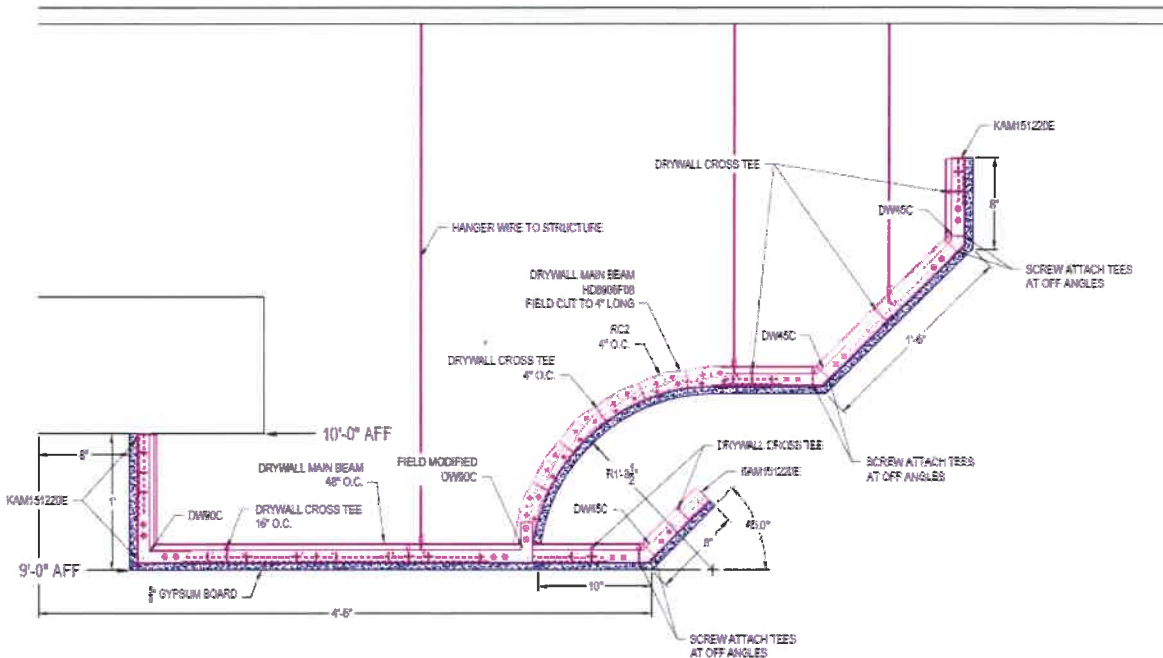 KAM151220E
DRYWALL CROSS TEE
8"
DW45C
HANGER WIRE TO STRUCTURE
SCREW ATTACH TEES
AT OFF ANGLES
DRYWALL MAIN BEAM
FIELD CUT TO 4" LONG
RC2
4" O.C.
DW45C
1'-6"
DRYWALL CROSS TEE
4" O.C.
10'-0" AFF
8"
DRYWALL CROSS TEE
KAM151220E
SCREW ATTACH TEES
AT OFF ANGLES
DRYWALL MAIN BEAM
48" O.C.
FIELD MODIFIED
DW90C
KAM151220E
1'
DW90C
DRYWALL CROSS TEE
16" O.C.
DW45C
45.0°
8"
9'-0" AFF
GYPSUM BOARD
10"
4'-6"
SCREW ATTACH TEES
AT OFF ANGLES